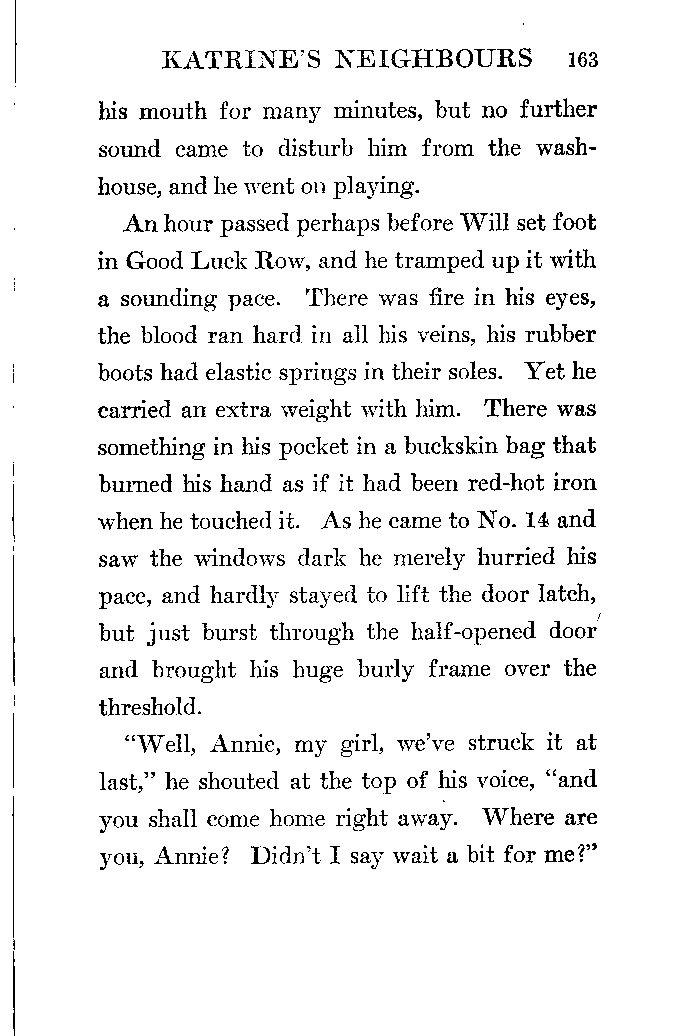 KATRINE'S NEIGHBOURS 163
his mouth for many minutes, but no further
sound came to disturb him from the wash-
house, and he went on playing.
An hour passed perhaps before Will set foot
in Good Luck Row, and he tramped up it with
a sounding pace. There was fire in his eyes,
the blood ran hard in all his veins, his rubber
boots had elastic springs in their soles. Yet he
carried an extra weight with him. There was
something in his pocket in a buckskin bag that
burned his hand as if it had been red-hot iron
when he touched it. As he came to No. 14 and
saw the windows dark he merely hurried his
pace, and hardly stayed to lift the door latch,
but just burst through the half-opened door
and brought his huge burly frame over the
threshold.
"Well, Annie, my girl, we've struck it at
last," he shouted at the top of his voice, "and
you shall come home right away. Where are
you, Annie? Didn't I say wait a bit for me?"